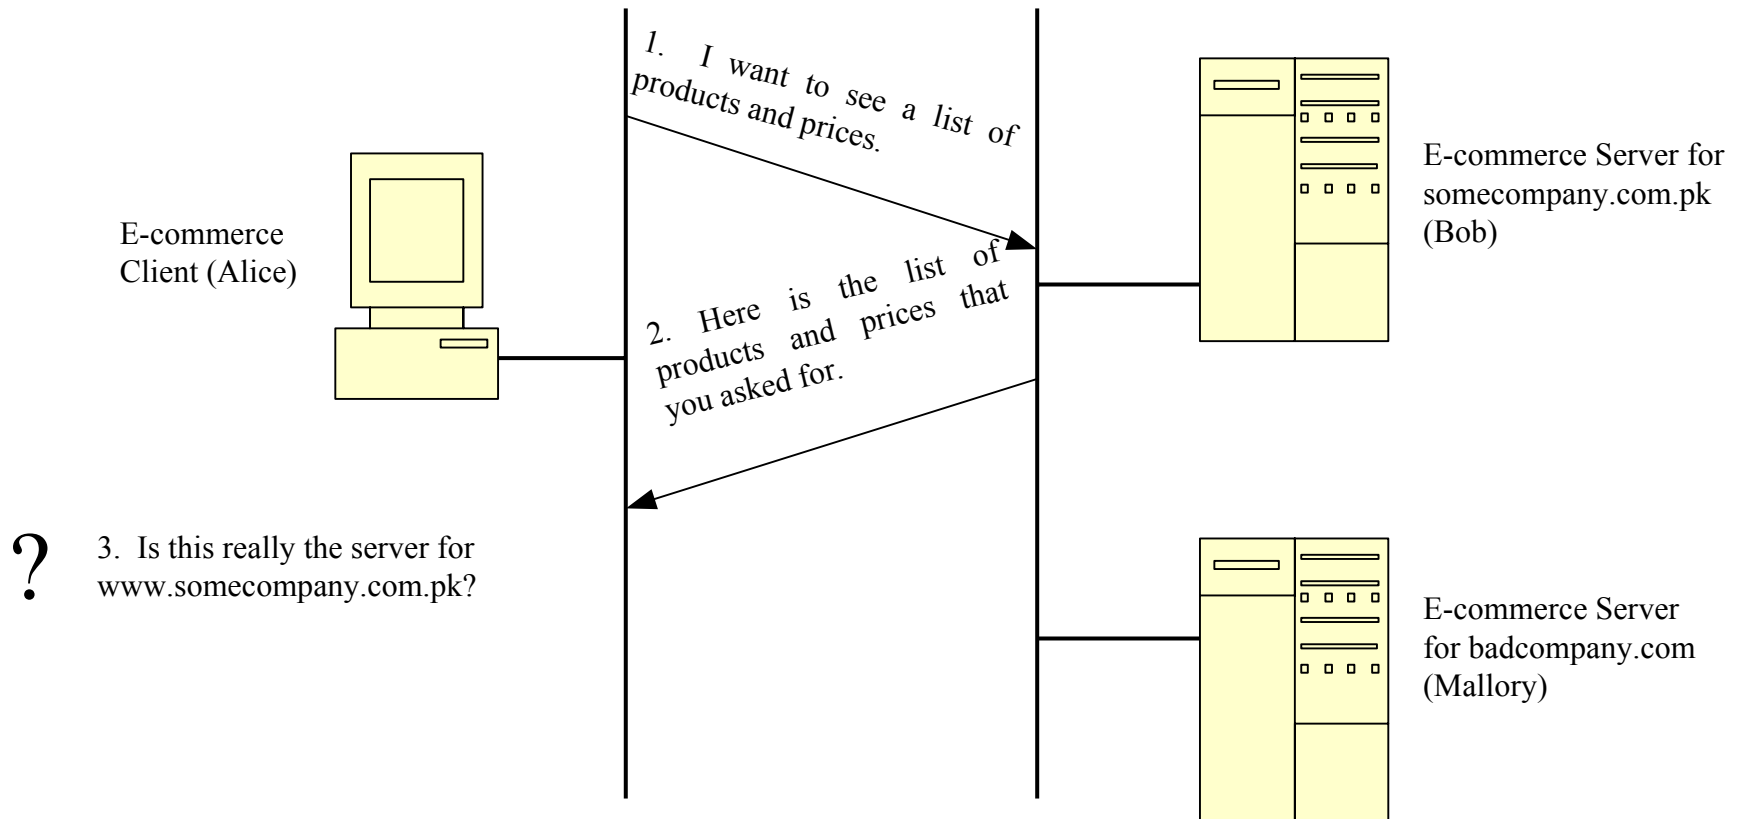 1. I want to see a list of
products and prices.
E-commerce
Client (Alice)
E-commerce Server for
somecompany.com.pk
(Bob)
2. Here is the list of
products and prices that
you asked for.
?
3. Is this really the server for
www.somecompany.com.pk?
E-commerce Server
for badcompany.com
(Mallory)